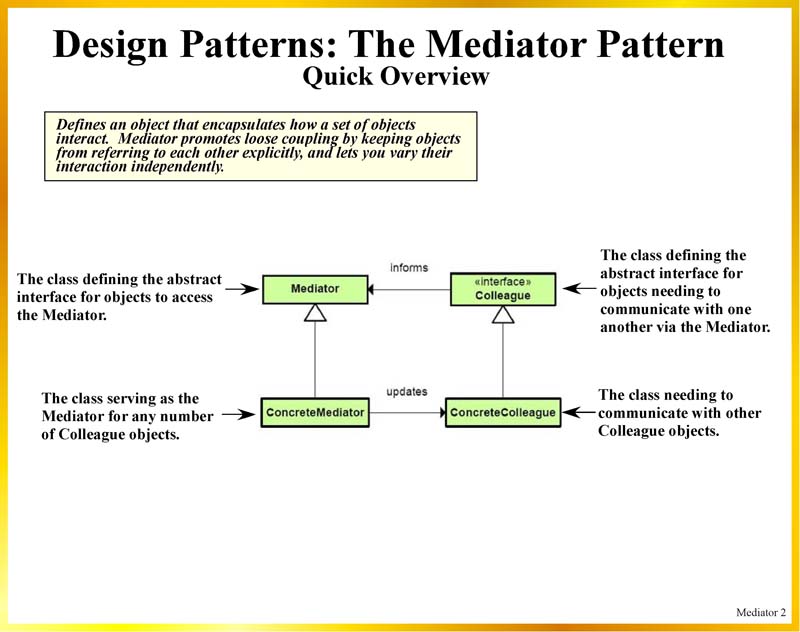 Design Patterns: The Mediator Pattern
Quick Overview
Defines an object that encapsulates how a set of objects
interact. Mediator promotes loose coupling by keeping objects
from referring to each other explicitly, and lets you vary their
interaction independently.
The class defining the abstract
interface for objects to access
the Mediator.
Mediator
informs
«interface»
Colleague
The class defining the
abstract interface for
objects needing to
communicate with one
another via the Mediator.
The class serving as the
Mediator for any number
of Colleague objects.
ConcreteMediator
updates
ConcreteColleague
The class needing to
communicate with other
Colleague objects.
Mediator 2